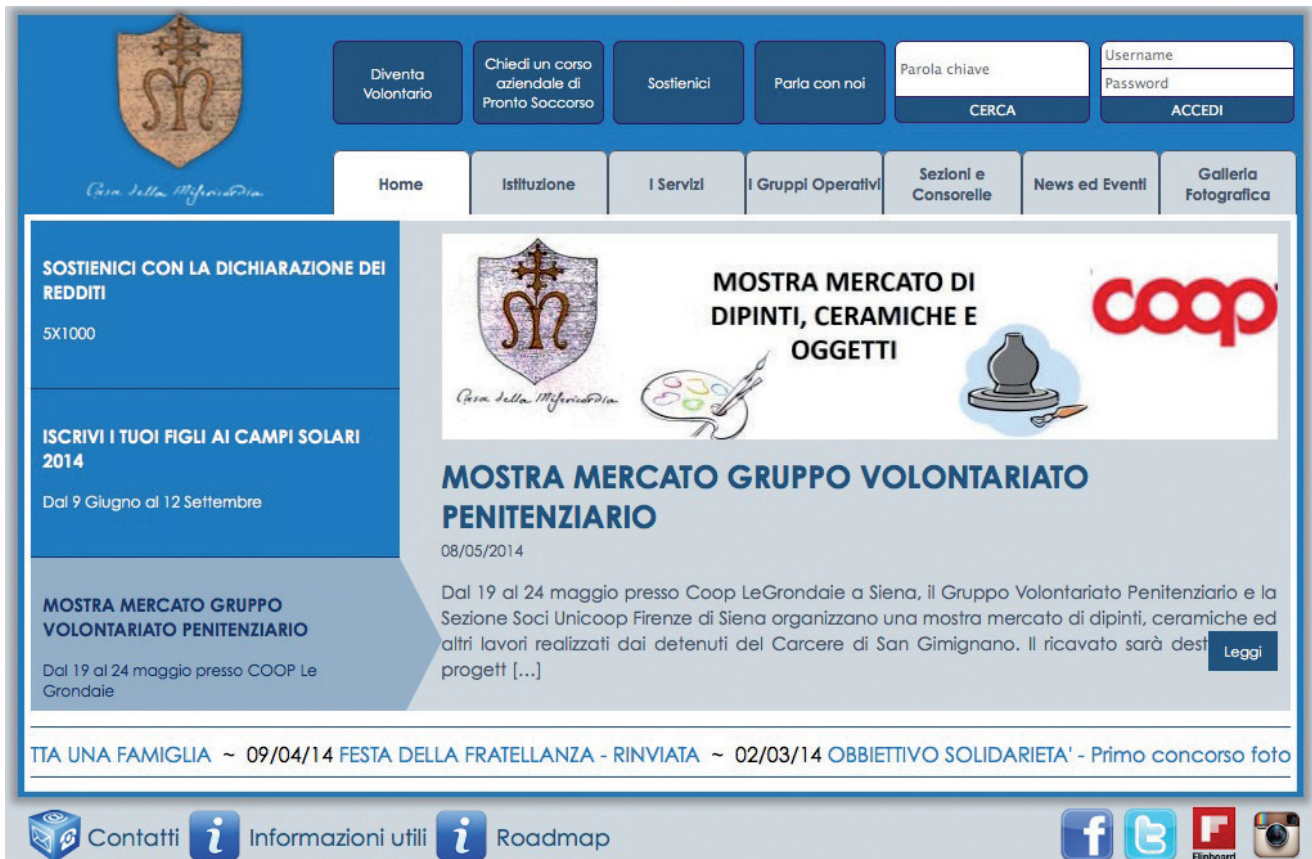 Diventa
Volontario
Chiedi un corso
aziendale di
Pronto Soccorso
Sostienici
Parla con noi
Parola chiave
CERCA
Username
Password
ACCEDI
Casa della Misericordia
Home
Istituzione
I Servizi
I Gruppi Operativi
Sezioni e
Consorelle
News ed Eventi
Galleria
Fotografica
SOSTIENICI CON LA DICHIARAZIONE DEI
REDDITI
5X1000
ISCRIVI I TUOI FIGLI AI CAMPI SOLARI
2014
Dal 9 Giugno al 12 Settembre
MOSTRA MERCATO GRUPPO
VOLONTARIATO PENITENZIARIO
Dal 19 al 24 maggio presso COOP Le
Grondaie
Casa della Misericordia
MOSTRA MERCATO DI
DIPINTI, CERAMICHE E
OGGETTI
coop
MOSTRA MERCATO GRUPPO VOLONTARIATO
PENITENZIARIO
08/05/2014
Dal 19 al 24 maggio presso Coop LeGrondaie a Siena, il Gruppo Volontariato Penitenziario e la
Sezione Soci Unicoop Firenze di Siena organizzano una mostra mercato di dipinti, ceramiche ed
altri lavori realizzati dai detenuti del Carcere di San Gimignano. Il ricavato sarà dest
progett [...]
Leggi
TTA UNA FAMIGLIA ~ 09/04/14 FESTA DELLA FRATELLANZA - RINVIATA ~ 02/03/14 OBBIETTIVO SOLIDARIETA' - Primo concorso foto
Contatti
Informazioni utili
Roadmap
Flipboard